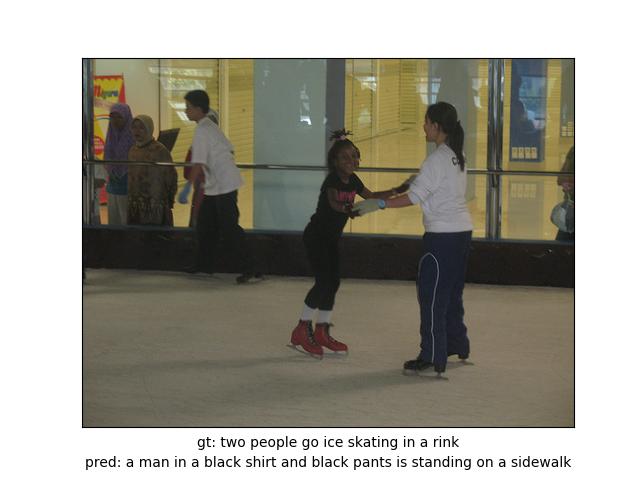 gt: two people go ice skating in a rink
pred: a man in a black shirt and black pants is standing on a sidewalk